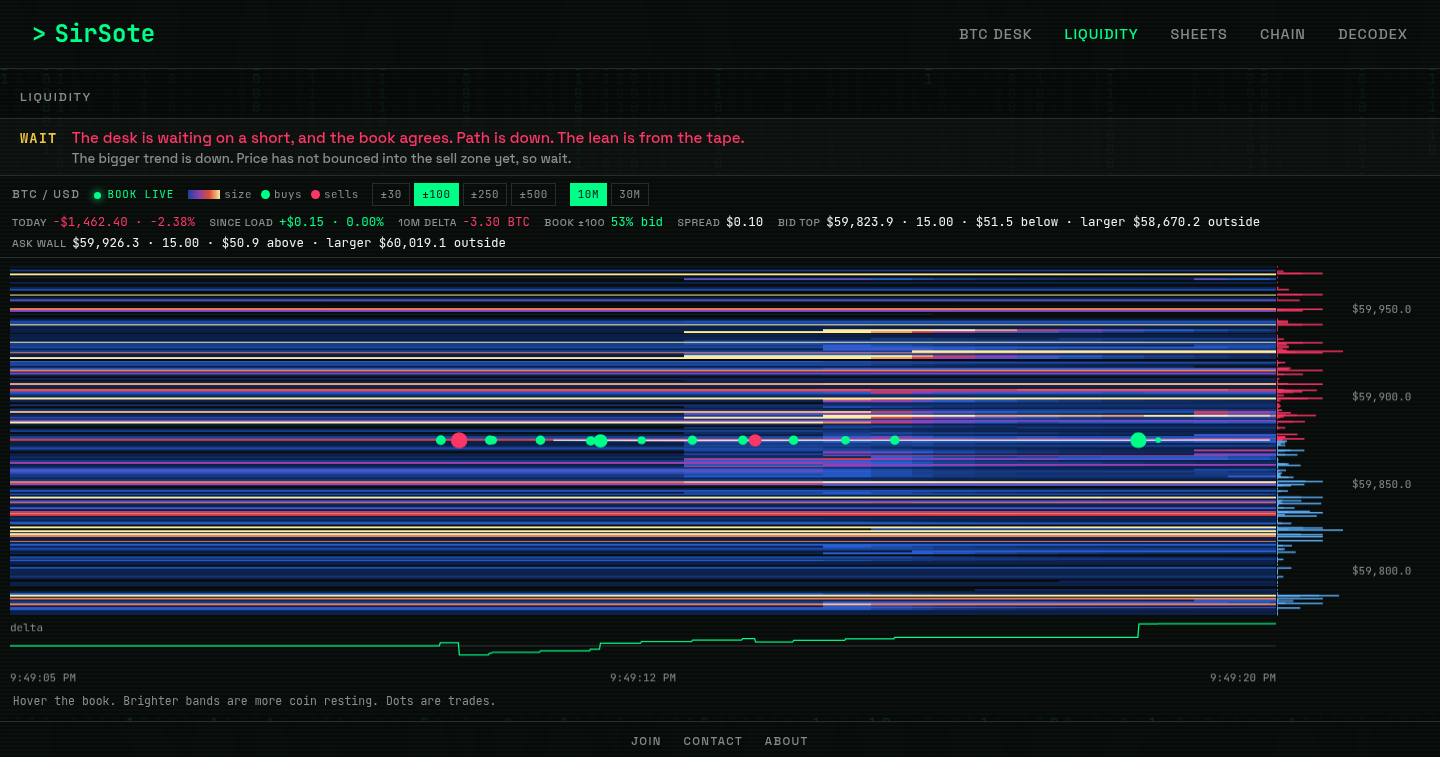 > SirSote
BTC DESK LIQUIDITY SHEETS CHAIN DECODEX
LIQUIDITY
WAIT The desk is waiting on a short, and the book agrees. Path is down. The lean is from the tape.
The bigger trend is down. Price has not bounced into the sell zone yet, so wait.
BTC / USD BOOK LIVE size buys sells ±30 ±100 ±250 ±500 10M 30M
TODAY -$1,462.40 · -2.38% SINCE LOAD +$0.15 · 0.00% 10M DELTA -3.30 BTC BOOK ±100 53% bid SPREAD $0.10 BID TOP $59,823.9 · 15.00 · $51.5 below · larger $58,670.2 outside
ASK WALL $59,926.3 · 15.00 · $50.9 above · larger $60,019.1 outside
$59,950.0
$59,900.0
$59,850.0
$59,800.0
delta
9:49:05 PM 9:49:12 PM 9:49:20 PM
Hover the book. Brighter bands are more coin resting. Dots are trades.
JOIN CONTACT ABOUT